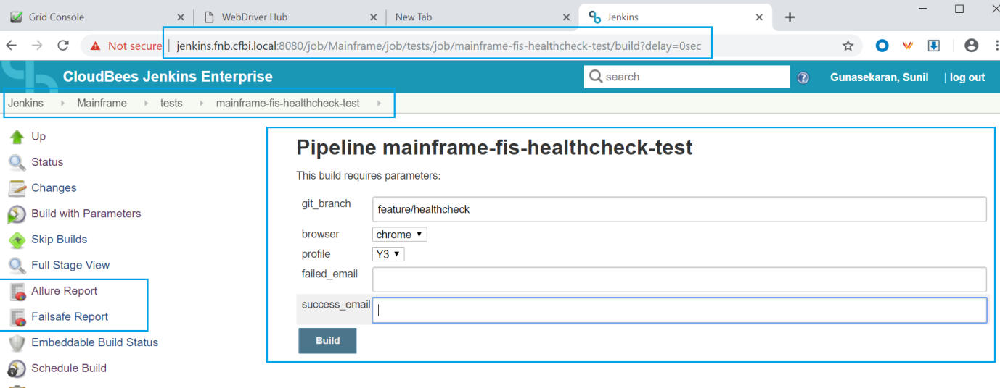 Grid Console
WebDriver Hub
New Tab
Jenkins
Not secure | jenkins.fnb.cfbi.local:8080/job/Mainframe/job/tests/job/mainframe-fis-healthcheck-test/build?delay=0sec
CloudBees Jenkins Enterprise
search
Gunasekaran, Sunil
| log out
Jenkins
Mainframe
tests
mainframe-fis-healthcheck-test
Up
Status
Changes
Build with Parameters
Skip Builds
Full Stage View
Allure Report
Failsafe Report
Embeddable Build Status
Schedule Build
Pipeline mainframe-fis-healthcheck-test
This build requires parameters:
git_branch
feature/healthcheck
browser
chrome
profile
Y3
failed_email
success_email
Build